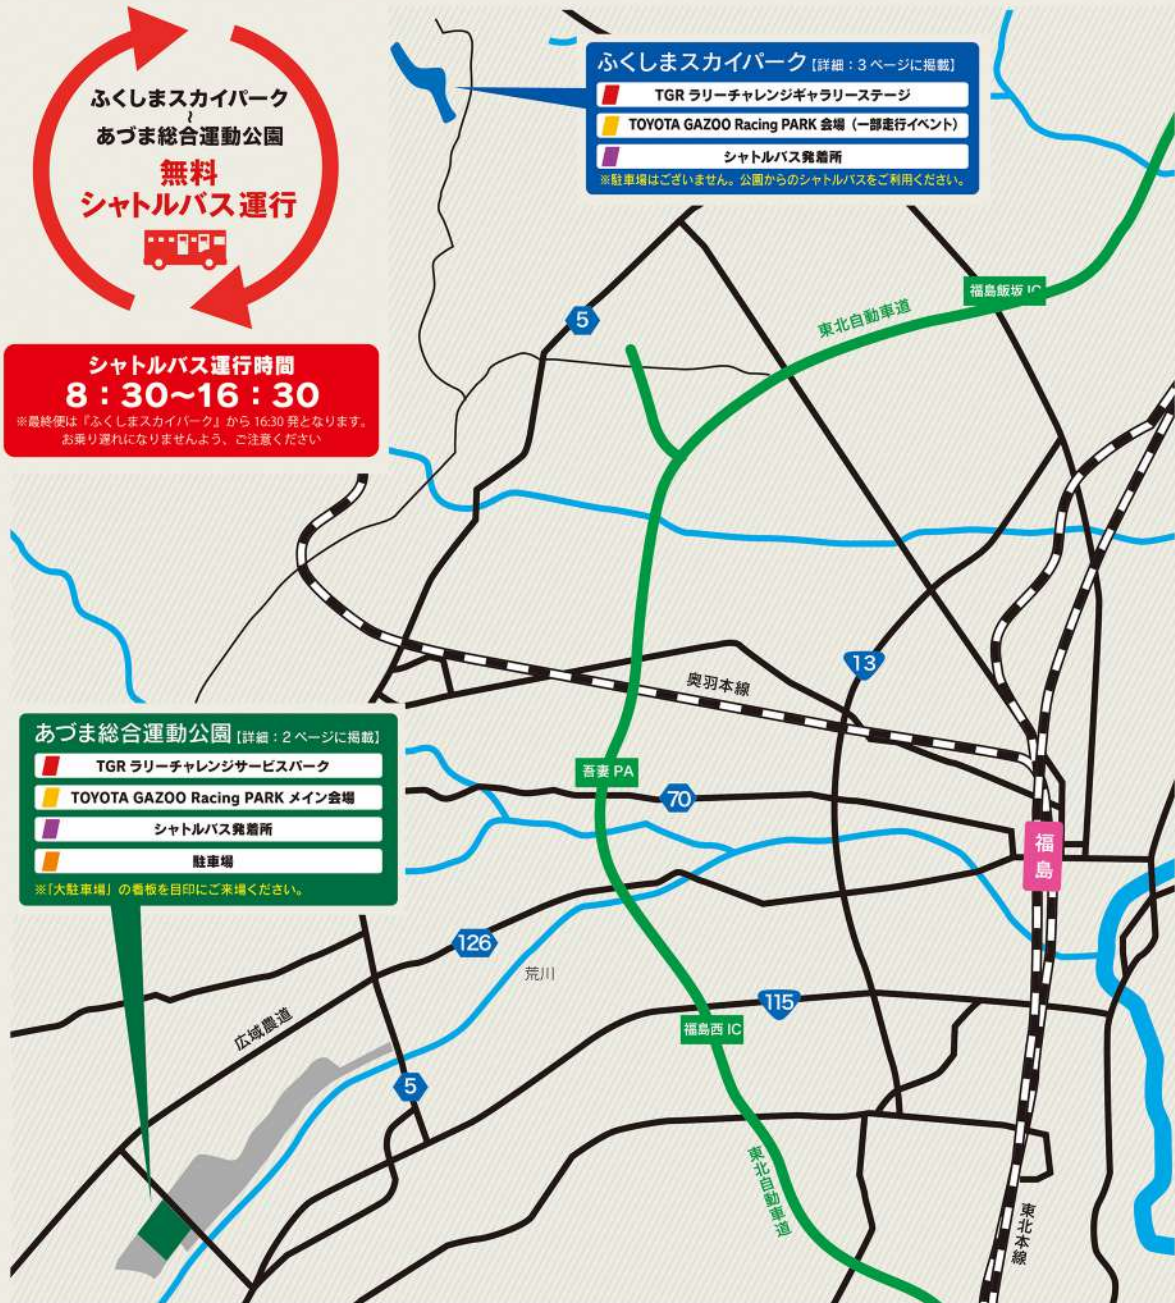 ふくしまスカイパーク
~
あづま総合運動公園
無料
シャトルバス運行
シャトルバス運行時間
8：30〜16：30
※最終便は『ふくしまスカイパーク』から 16:30 発となります。
お乗り遅れになりませんよう、ご注意ください
ふくしまスカイパーク【詳細：3 ページに掲載】
TGR ラリーチャレンジギャラリーステージ
TOYOTA GAZOO Racing PARK 会場（一部走行イベント）
シャトルバス発着所
※駐車場はございません。公園からのシャトルバスをご利用ください。
福島飯坂 IC
東北自動車道
5
13
奥羽本線
あづま総合運動公園【詳細：2 ページに掲載】
TGR ラリーチャレンジサービスパーク
TOYOTA GAZOO Racing PARK メイン会場
シャトルバス発着所
駐車場
※「大駐車場」の看板を目印にご来場ください。
吾妻 PA
70
福島
126
荒川
115
広域農道
福島西 IC
5
東北自動車道
東北本線